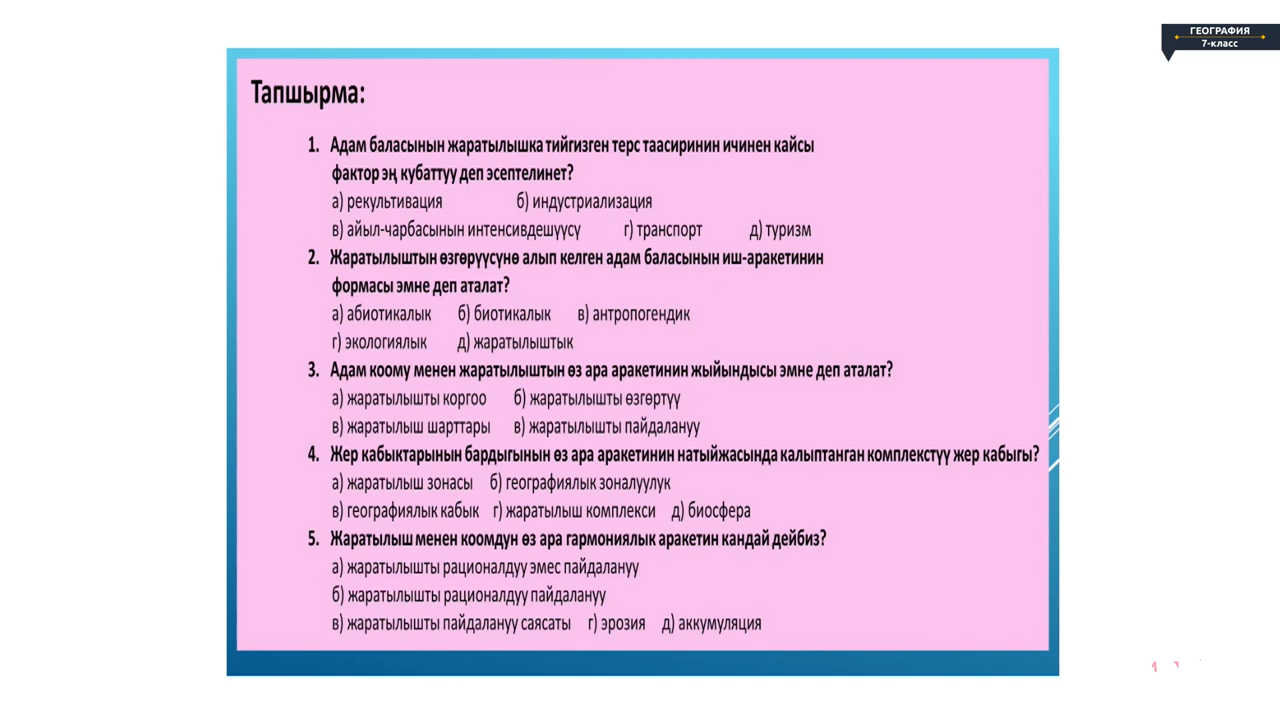 ГЕОГРАФИЯ
7-класс
Тапшырма:
1. Адам баласынын жаратылышка тийгизген терс таасиринин ичинен кайсы
фактор эң кубаттуу деп эсептелинет?
а) рекультивация б) индустриализация
в) айыл-чарбасынын интенсивдешүүсү г) транспорт д) туризм
2. Жаратылыштын өзгөрүүсүнө алып келген адам баласынын иш-аракетинин
формасы эмне деп аталат?
а) абиотикалык б) биотикалык в) антропогендик
г) экологиялык д) жаратылыштык
3. Адам коому менен жаратылыштын өз ара аракетинин жыйындысы эмне деп аталат?
а) жаратылышты коргоо б) жаратылышты өзгөртүү
в) жаратылыш шарттары в) жаратылышты пайдалануу
4. Жер кабыктарынын бардыгынын өз ара аракетинин натыйжасында калыптанган комплекстүү жер кабыгы?
а) жаратылыш зонасы б) географиялык зоналуулук
в) географиялык кабык г) жаратылыш комплекси д) биосфера
5. Жаратылыш менен коомдун өз ара гармониялык аракетин кандай дейбиз?
а) жаратылышты рационалдуу эмес пайдалануу
б) жаратылышты рационалдуу пайдалануу
в) жаратылышты пайдалануу саясаты г) эрозия д) аккумуляция